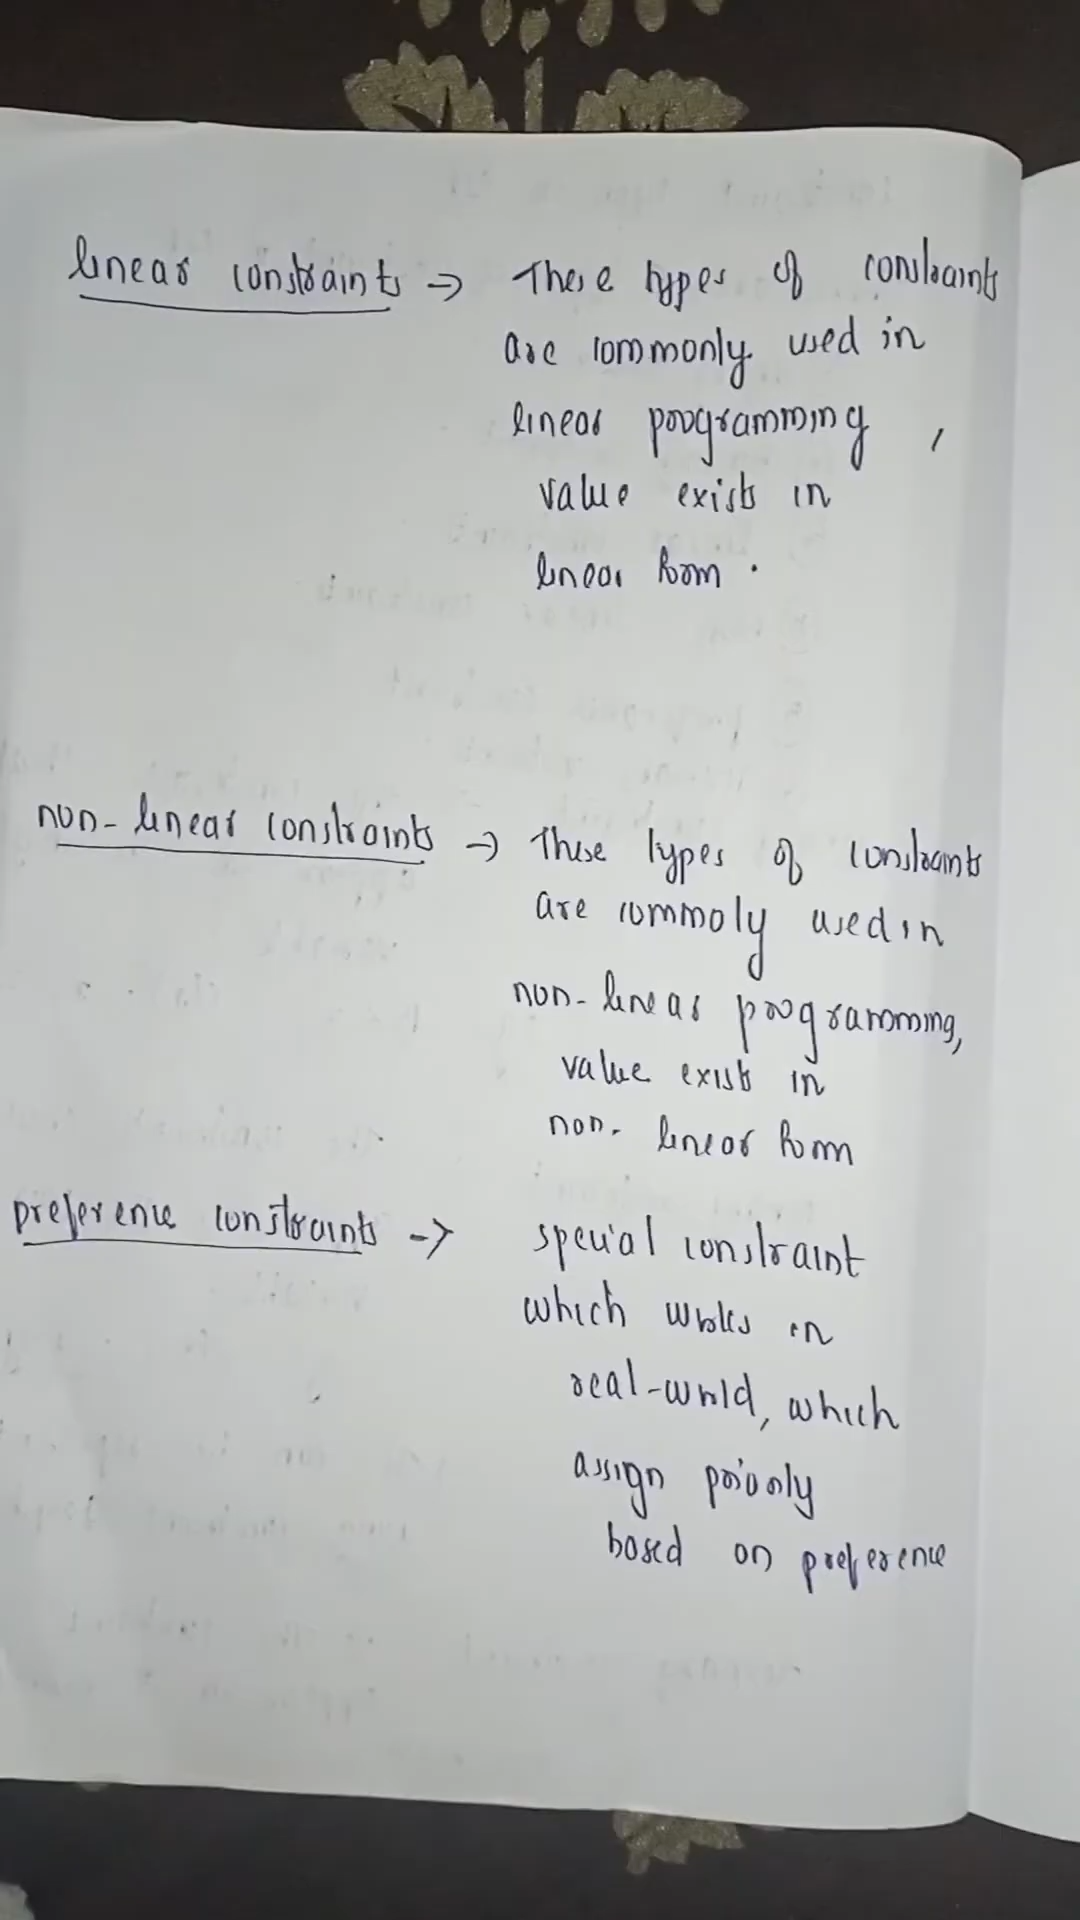 linear constraints → These types of constraints
are commonly used in
linear programming,
value exists in
linear form.
non-linear constraints → These types of constraints
are commoly used in
non-linear programming,
value exists in
non-linear form
preference constraints → special constraint
which works in
real-world, which
assign priority
based on preference